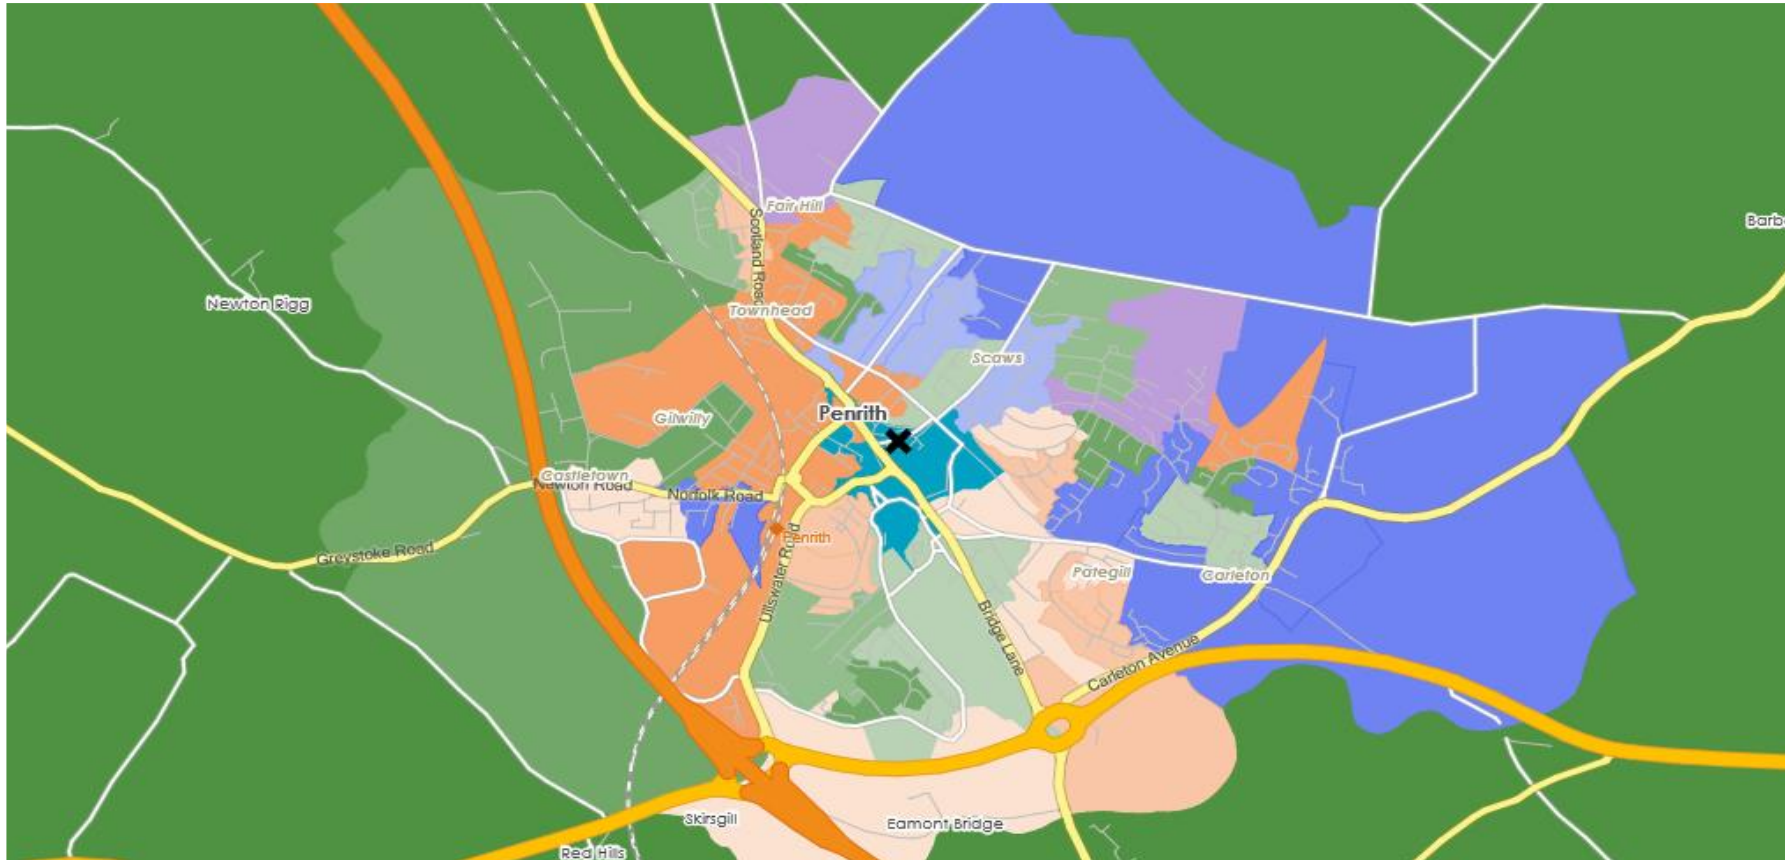 Fair Hill
Barb
Scotland Road
Newton Rigg
Townhead
Scaws
Penrith
Gilwilly
Castletown
Newton Road
Norfolk Road
Penrith
Greystoke Road
Ullswater Road
Pategill
Carleton
Bridge Lane
Carleton Avenue
Skirsgill
Eamont Bridge
Red Hills